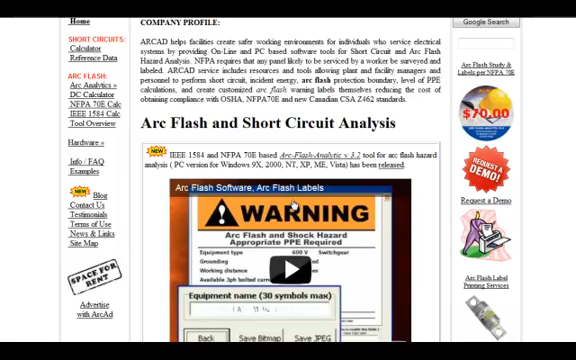 Home
SHORT CIRCUITS:
Calculator
Reference Data
ARC FLASH:
Arc Analytics »
DC Calculator
NFPA 70E Calc
IEEE 1584 Calc
Tool Overview
Hardware »
Info / FAQ
Examples
NEW Blog
Contact Us
Testimonials
Terms of Use
News & Links
Site Map
SPACE FOR
RENT
Advertise
with ArcAd
COMPANY PROFILE:
ARCAD helps facilities create safer working environments for individuals who service electrical
systems by providing On-Line and PC based software tools for Short Circuit and Arc Flash
Hazard Analysis. NFPA requires that any panel likely to be serviced by a worker be surveyed and
labeled. ARCAD service includes resources and tools allowing plant and facility managers and
personnel to perform short circuit, incident energy, arc flash protection boundary, level of PPE
calculations, and create customized arc flash warning labels themselves reducing the cost of
obtaining compliance with OSHA, NFPA70E and new Canadian CSA Z462 standards.
Arc Flash and Short Circuit Analysis
NEW IEEE 1584 and NFPA 70E based Arc-Flash-Analytic v 3.2 tool for arc flash hazard
analysis ( PC version for Windows 9X, 2000, NT, XP, ME, Vista) has been released.
Arc Flash Software, Arc Flash Labels
WARNING
Arc Flash and Shock Hazard
Appropriate PPE Required
Equipment type 600 V Switchgear
Grounding
Working distance
Available 3ph bolted curr
Equipment name (30 symbols max)
Back
Save Bitmap
Save JPEG
Google Search
Arc Flash Study &
Labels per NFPA 70E
$70.00
REQUEST A
DEMO!
Request a Demo
Arc Flash Label
Printing Services